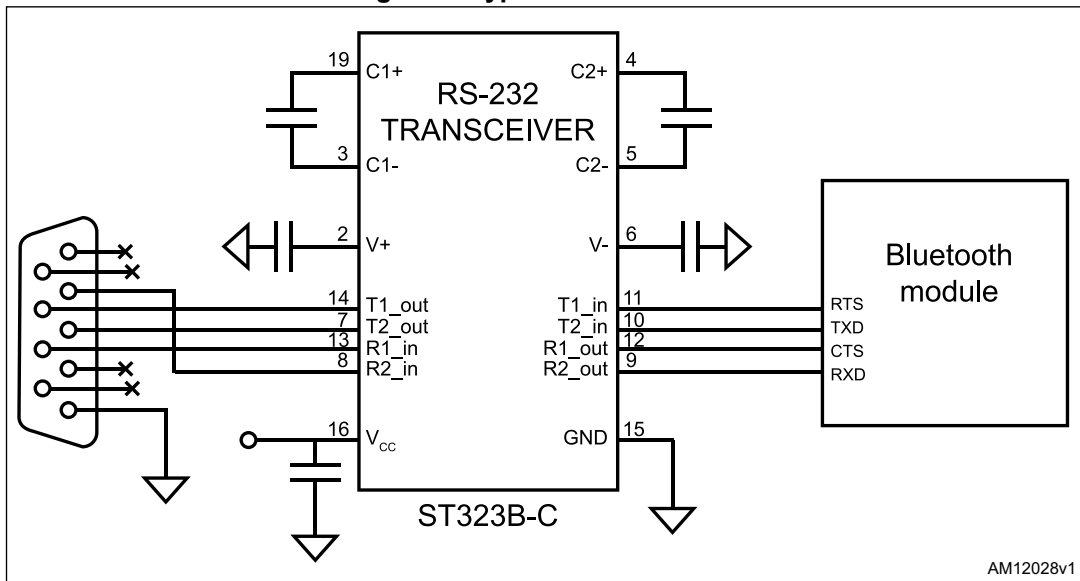 19 C1+ C2+ 4
RS-232
TRANSCEIVER
3 C1- C2- 5
2 V+ V- 6
Bluetooth
module
14 T1_out T1_in 11 RTS
7 T2_out T2_in 10 TXD
13 R1_in R1_out 12 CTS
8 R2_in R2_out 9 RXD
16 VCC GND 15
ST323B-C
AM12028v1